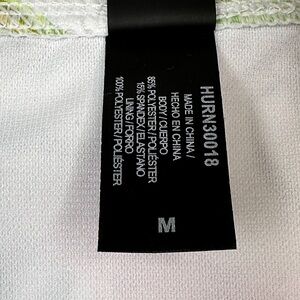 HURN30018
MADE IN CHINA /
HECHO EN CHINA
BODY / CUERPO
85% POLYESTER / POLIÉSTER
15% SPANDEX / ELASTANO
LINING / FORRO
100% POLYESTER / POLIÉSTER
M